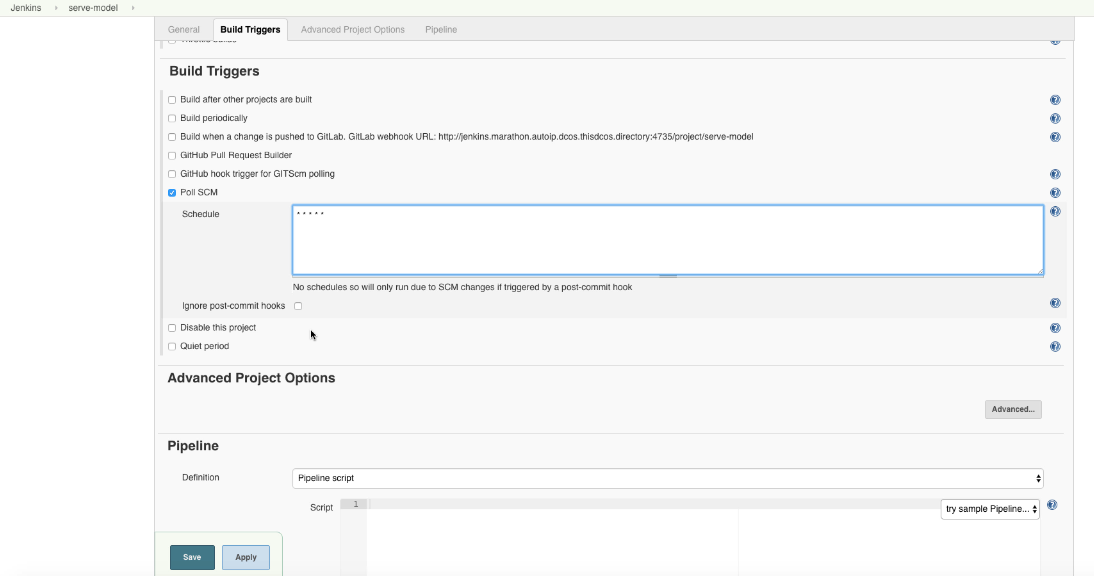 Jenkins
serve-model
General
Build Triggers
Advanced Project Options
Pipeline
Build Triggers
Build after other projects are built
Build periodically
Build when a change is pushed to GitLab. GitLab webhook URL: http://jenkins.marathon.autoip.dcos.thisdcos.directory:4735/project/serve-model
GitHub Pull Request Builder
GitHub hook trigger for GITScm polling
Poll SCM
Schedule
* * * * *
No schedules so will only run due to SCM changes if triggered by a post-commit hook
Ignore post-commit hooks
Disable this project
Quiet period
Advanced Project Options
Advanced...
Pipeline
Definition
Pipeline script
Script
1
try sample Pipeline...
Save
Apply